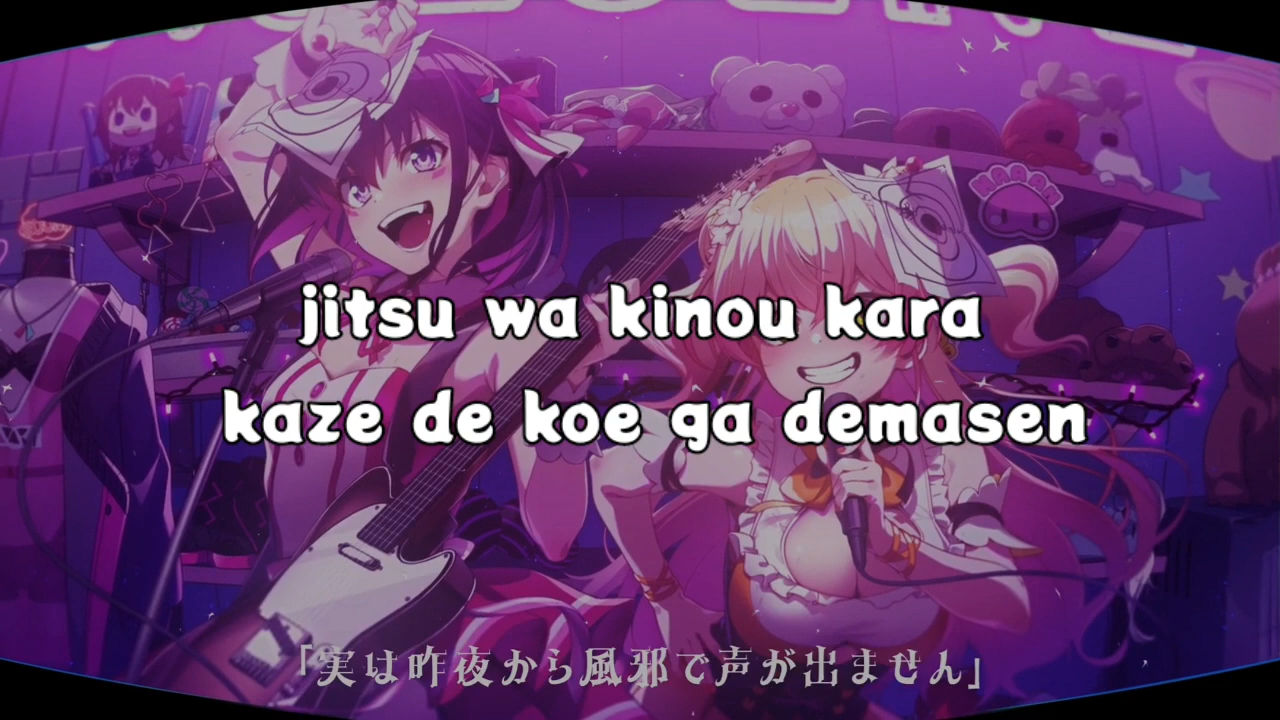 jitsu wa kinou kara
kaze de koe ga demasen
「実は昨夜から風邪で声が出ません」